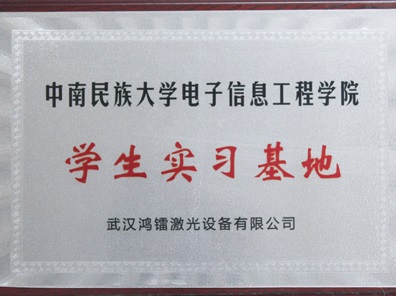 中南民族大学电子信息工程学院
学生实习基地
武汉鸿镭激光设备有限公司